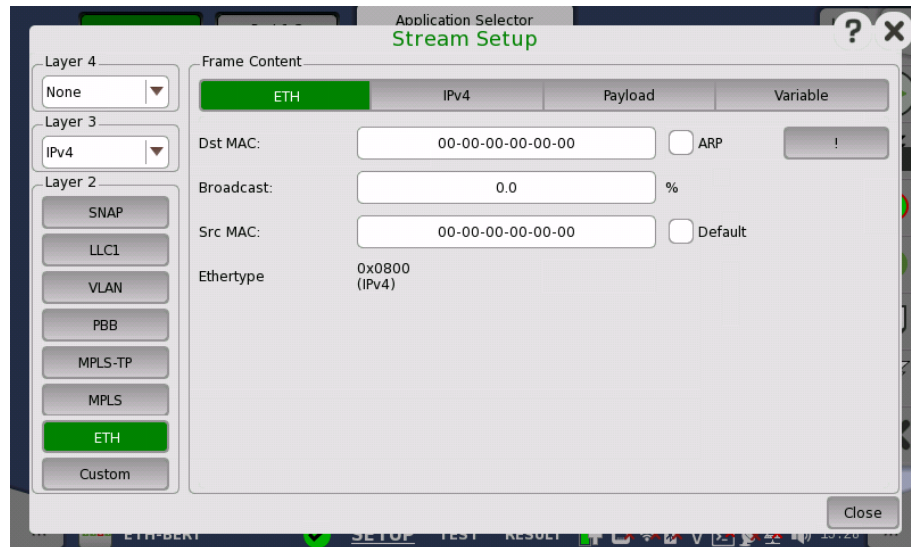 Application Selector
Stream Setup
? X
Layer 4
None
Layer 3
IPv4
Layer 2
SNAP
LLC1
VLAN
PBB
MPLS-TP
MPLS
ETH
Custom
Frame Content
ETH IPv4 Payload Variable
Dst MAC: 00-00-00-00-00-00 ARP !
Broadcast: 0.0 %
Src MAC: 00-00-00-00-00-00 Default
Ethertype 0x0800
(IPv4)
Close
ETH-BERT SETUP TEST RESULT